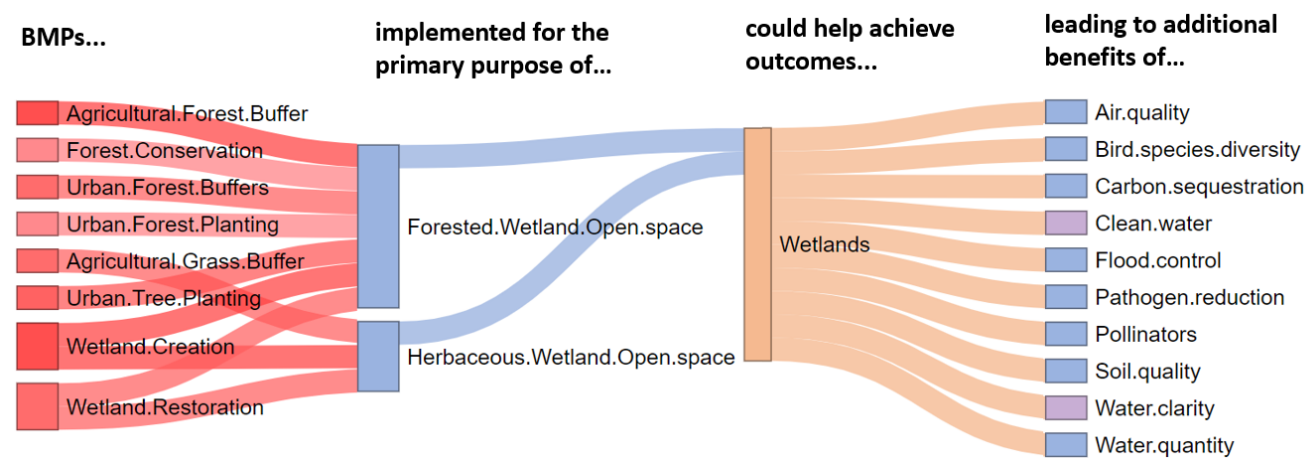 BMPs...
implemented for the
primary purpose of...
could help achieve
outcomes...
leading to additional
benefits of...
Agricultural.Forest.Buffer
Forest.Conservation
Urban.Forest.Buffers
Urban.Forest.Planting
Agricultural.Grass.Buffer
Urban.Tree.Planting
Wetland.Creation
Wetland.Restoration
Forested.Wetland.Open.space
Herbaceous.Wetland.Open.space
Wetlands
Air.quality
Bird.species.diversity
Carbon.sequestration
Clean.water
Flood.control
Pathogen.reduction
Pollinators
Soil.quality
Water.clarity
Water.quantity